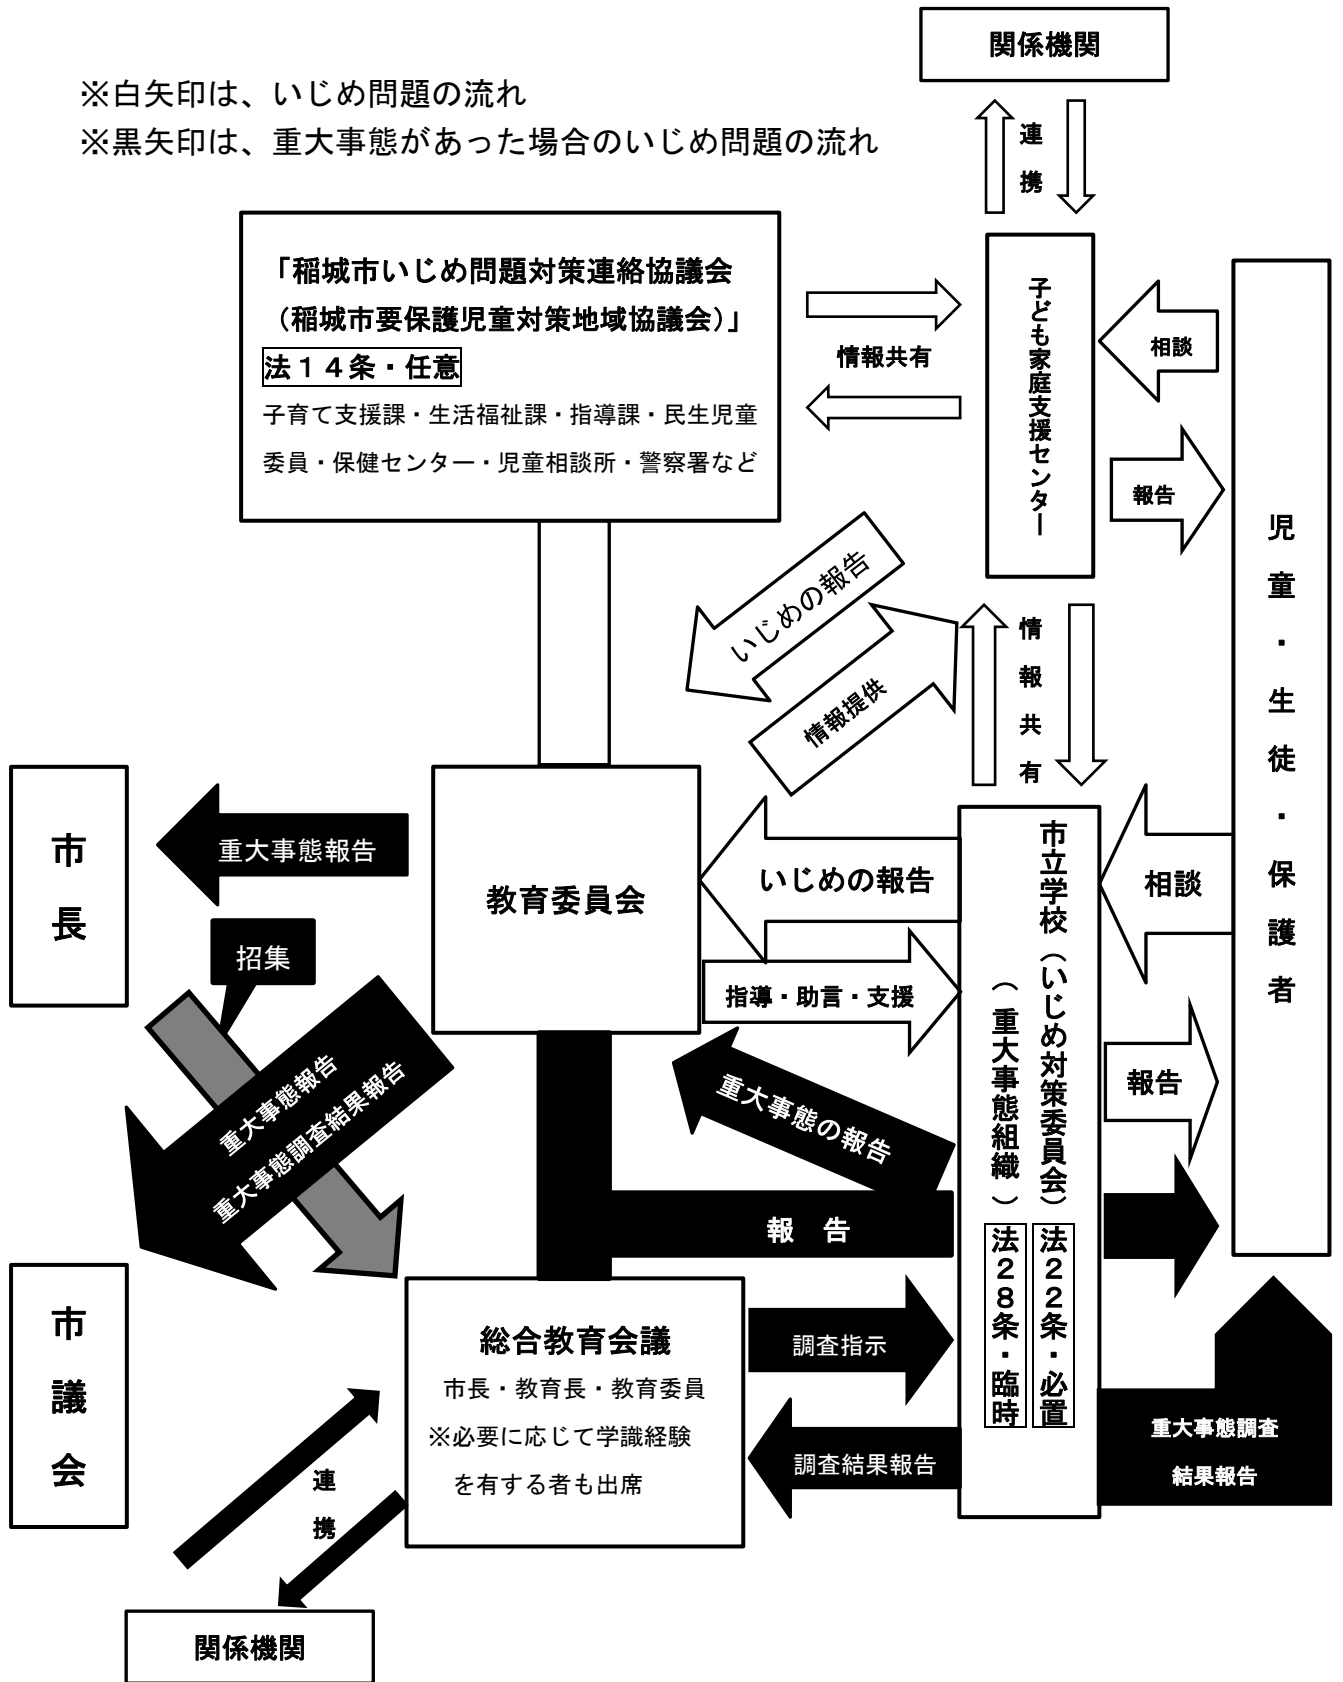 関係機関
※白矢印は、いじめ問題の流れ
※黒矢印は、重大事態があった場合のいじめ問題の流れ
連携
「稲城市いじめ問題対策連絡協議会
（稲城市要保護児童対策地域協議会）」
法１４条・任意
子育て支援課・生活福祉課・指導課・民生児童
委員・保健センター・児童相談所・警察署など
情報共有
子ども家庭支援センター
相談
報告
児童・生徒・保護者
いじめの報告
情報提供
情報共有
市長
重大事態報告
招集
教育委員会
いじめの報告
指導・助言・支援
市立学校（いじめ対策委員会）
法２２条・必置
（重大事態組織）
法２８条・臨時
相談
報告
重大事態報告
重大事態調査結果報告
重大事態の報告
報　告
市議会
総合教育会議
市長・教育長・教育委員
※必要に応じて学識経験
を有する者も出席
調査指示
調査結果報告
重大事態調査
結果報告
連携
関係機関